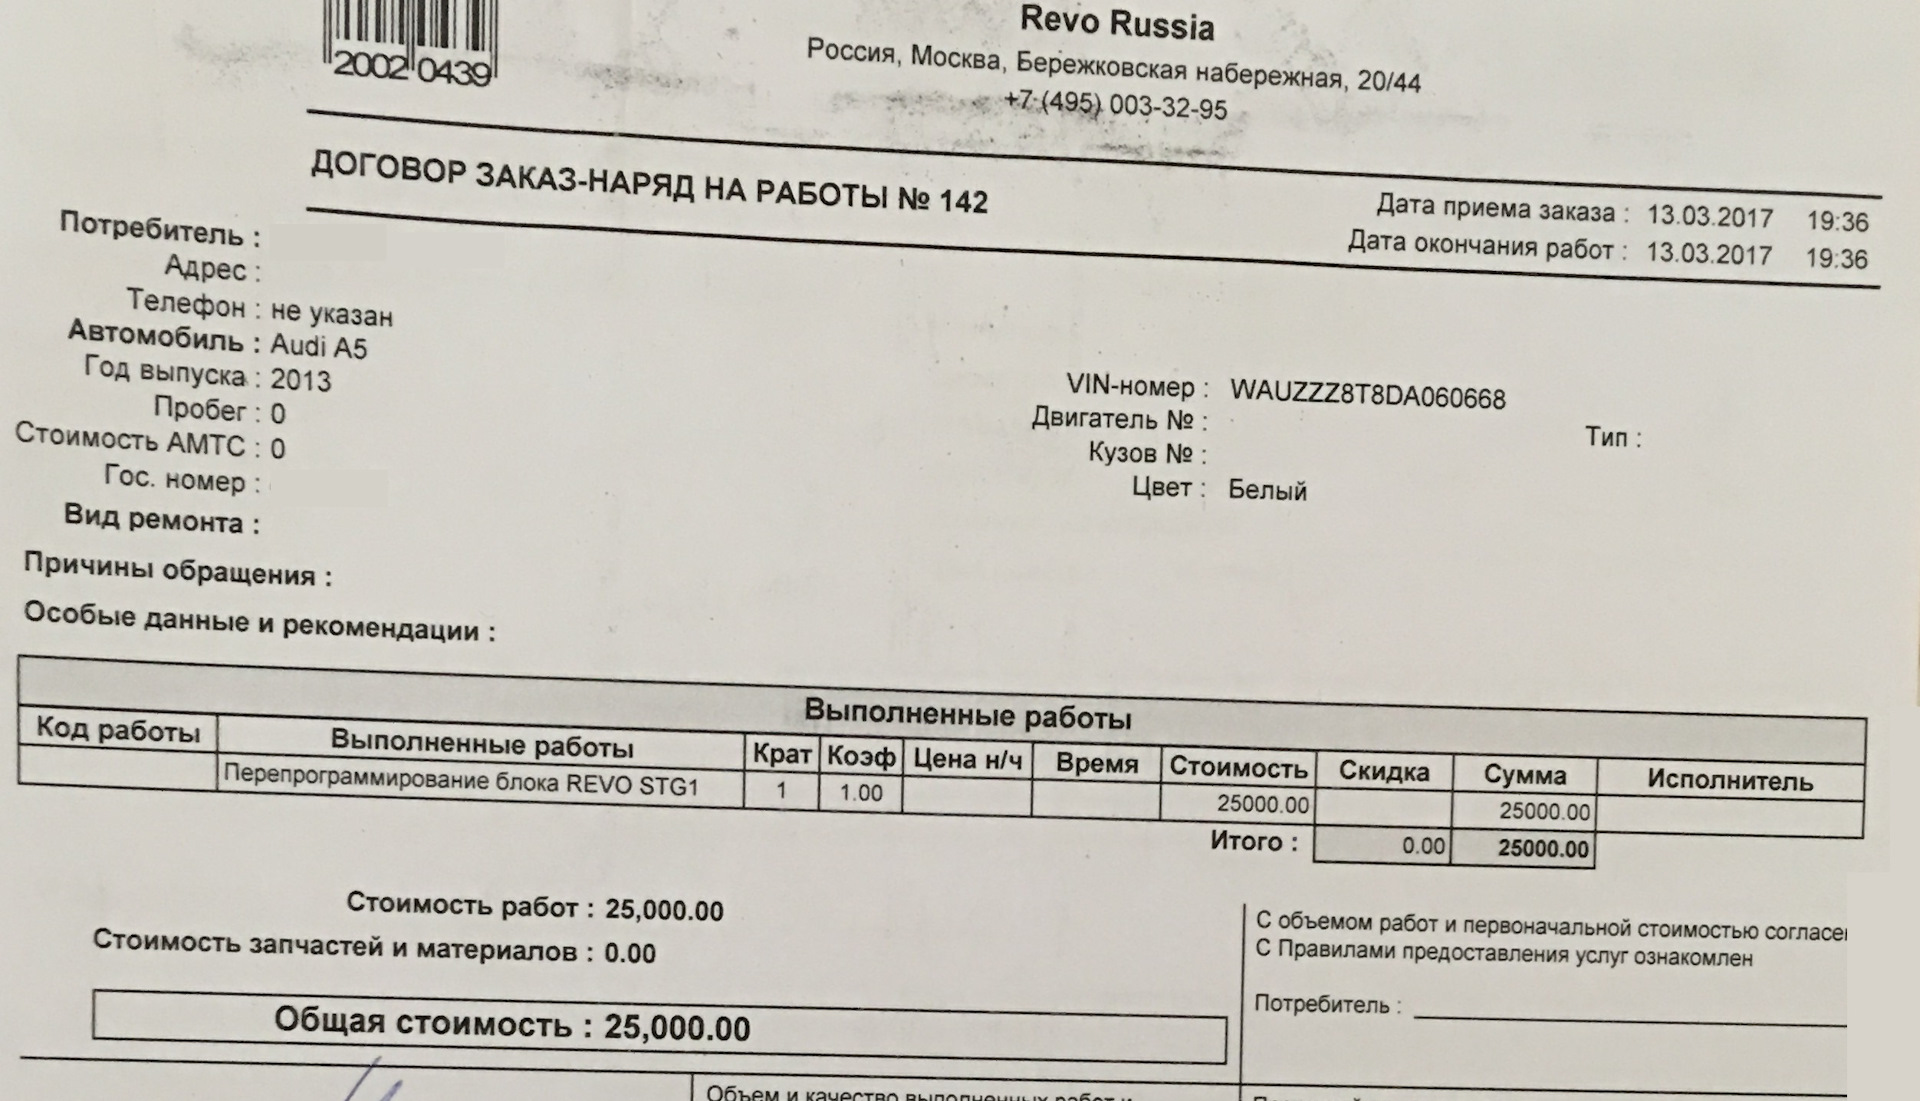 2002 0439
Revo Russia
Россия, Москва, Бережковская набережная, 20/44
+7 (495) 003-32-95
ДОГОВОР ЗАКАЗ-НАРЯД НА РАБОТЫ № 142
Дата приема заказа : 13.03.2017 19:36
Дата окончания работ : 13.03.2017 19:36
Потребитель :
Адрес :
Телефон : не указан
Автомобиль : Audi A5
Год выпуска : 2013
Пробег : 0
Стоимость АМТС : 0
Гос. номер :
Вид ремонта :
VIN-номер : WAUZZZ8T8DA060668
Двигатель № :
Тип :
Кузов № :
Цвет : Белый
Причины обращения :
Особые данные и рекомендации :
Выполненные работы
Код работы Выполненные работы Крат Коэф Цена н/ч Время Стоимость Скидка Сумма Исполнитель
Перепрограммирование блока REVO STG1 1 1.00 25000.00 25000.00
Итого : 0.00 25000.00
Стоимость работ : 25,000.00
Стоимость запчастей и материалов : 0.00
Общая стоимость : 25,000.00
С объемом работ и первоначальной стоимостью согласе
С Правилами предоставления услуг ознакомлен
Потребитель :
Объем и качество выполненных работ и